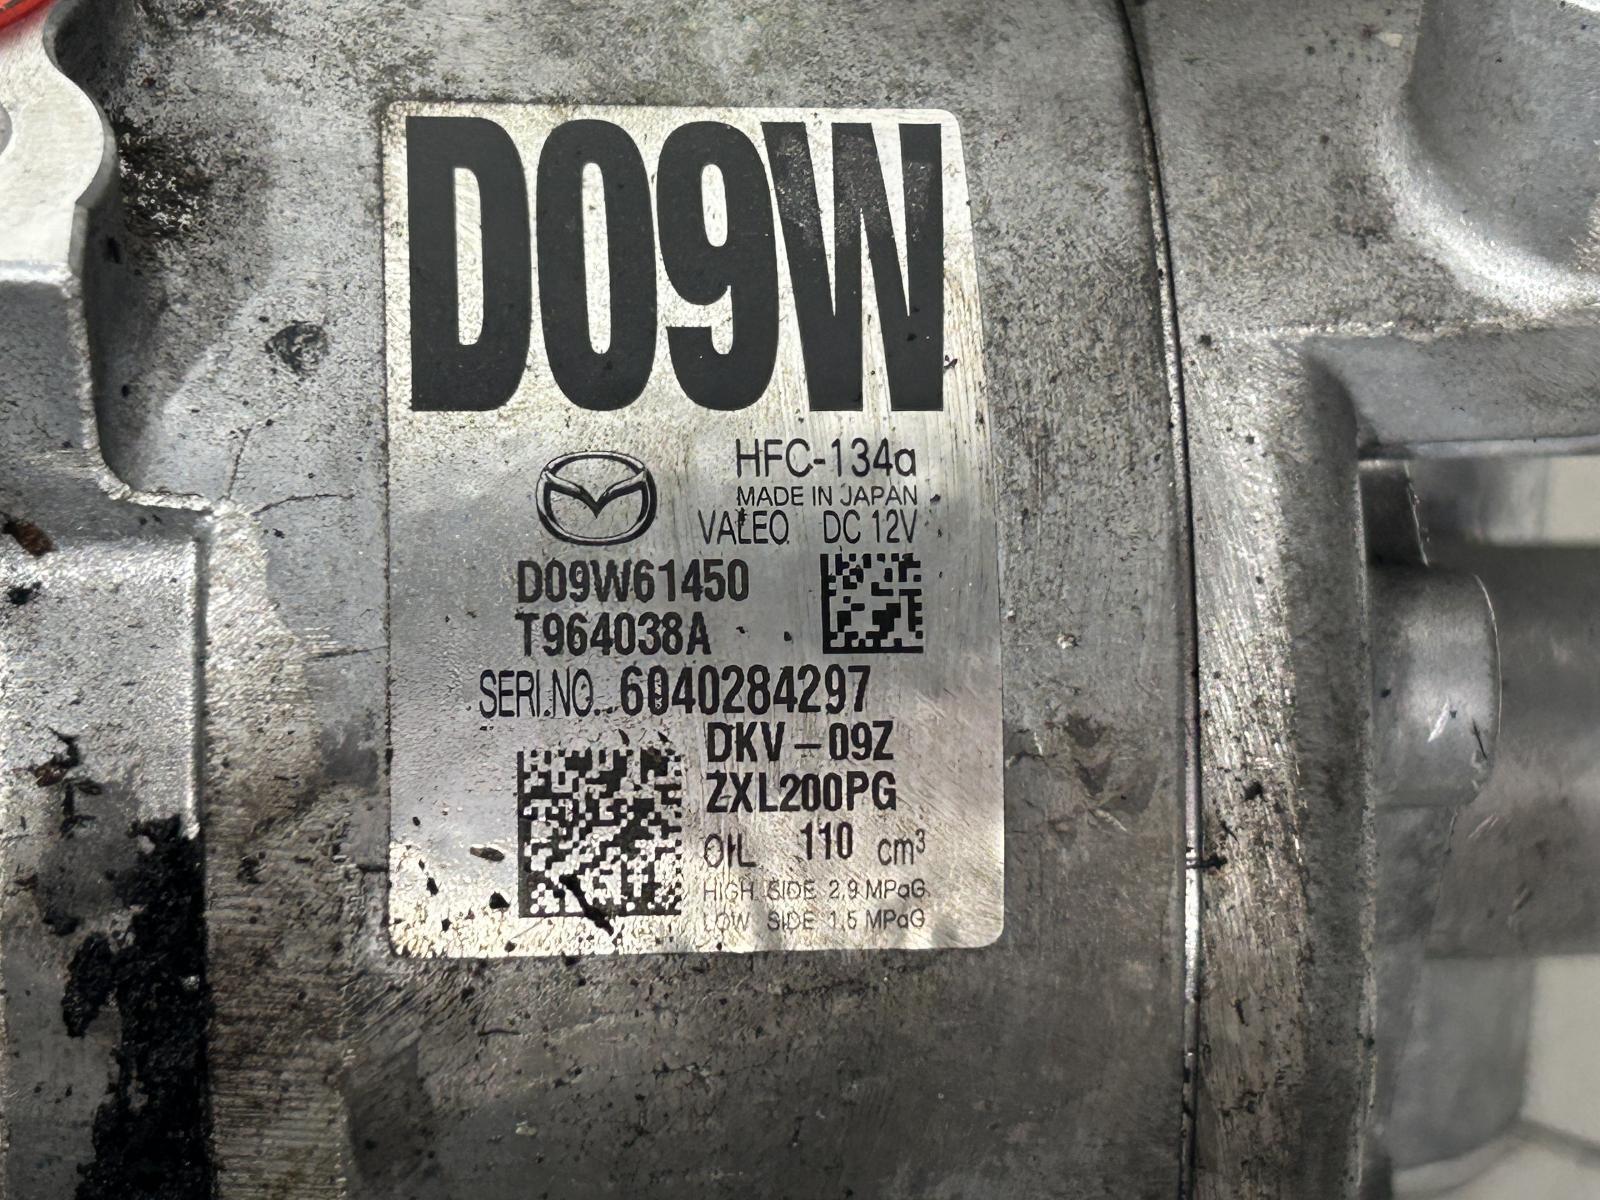 D09W
HFC-134a
MADE IN JAPAN
VALEO DC 12V
D09W61450
T964038A
SERI.NO. 6040284297
DKV-09Z
ZXL200PG
OIL 110 cm³
HIGH SIDE 2.9 MPaG
LOW SIDE 1.5 MPaG